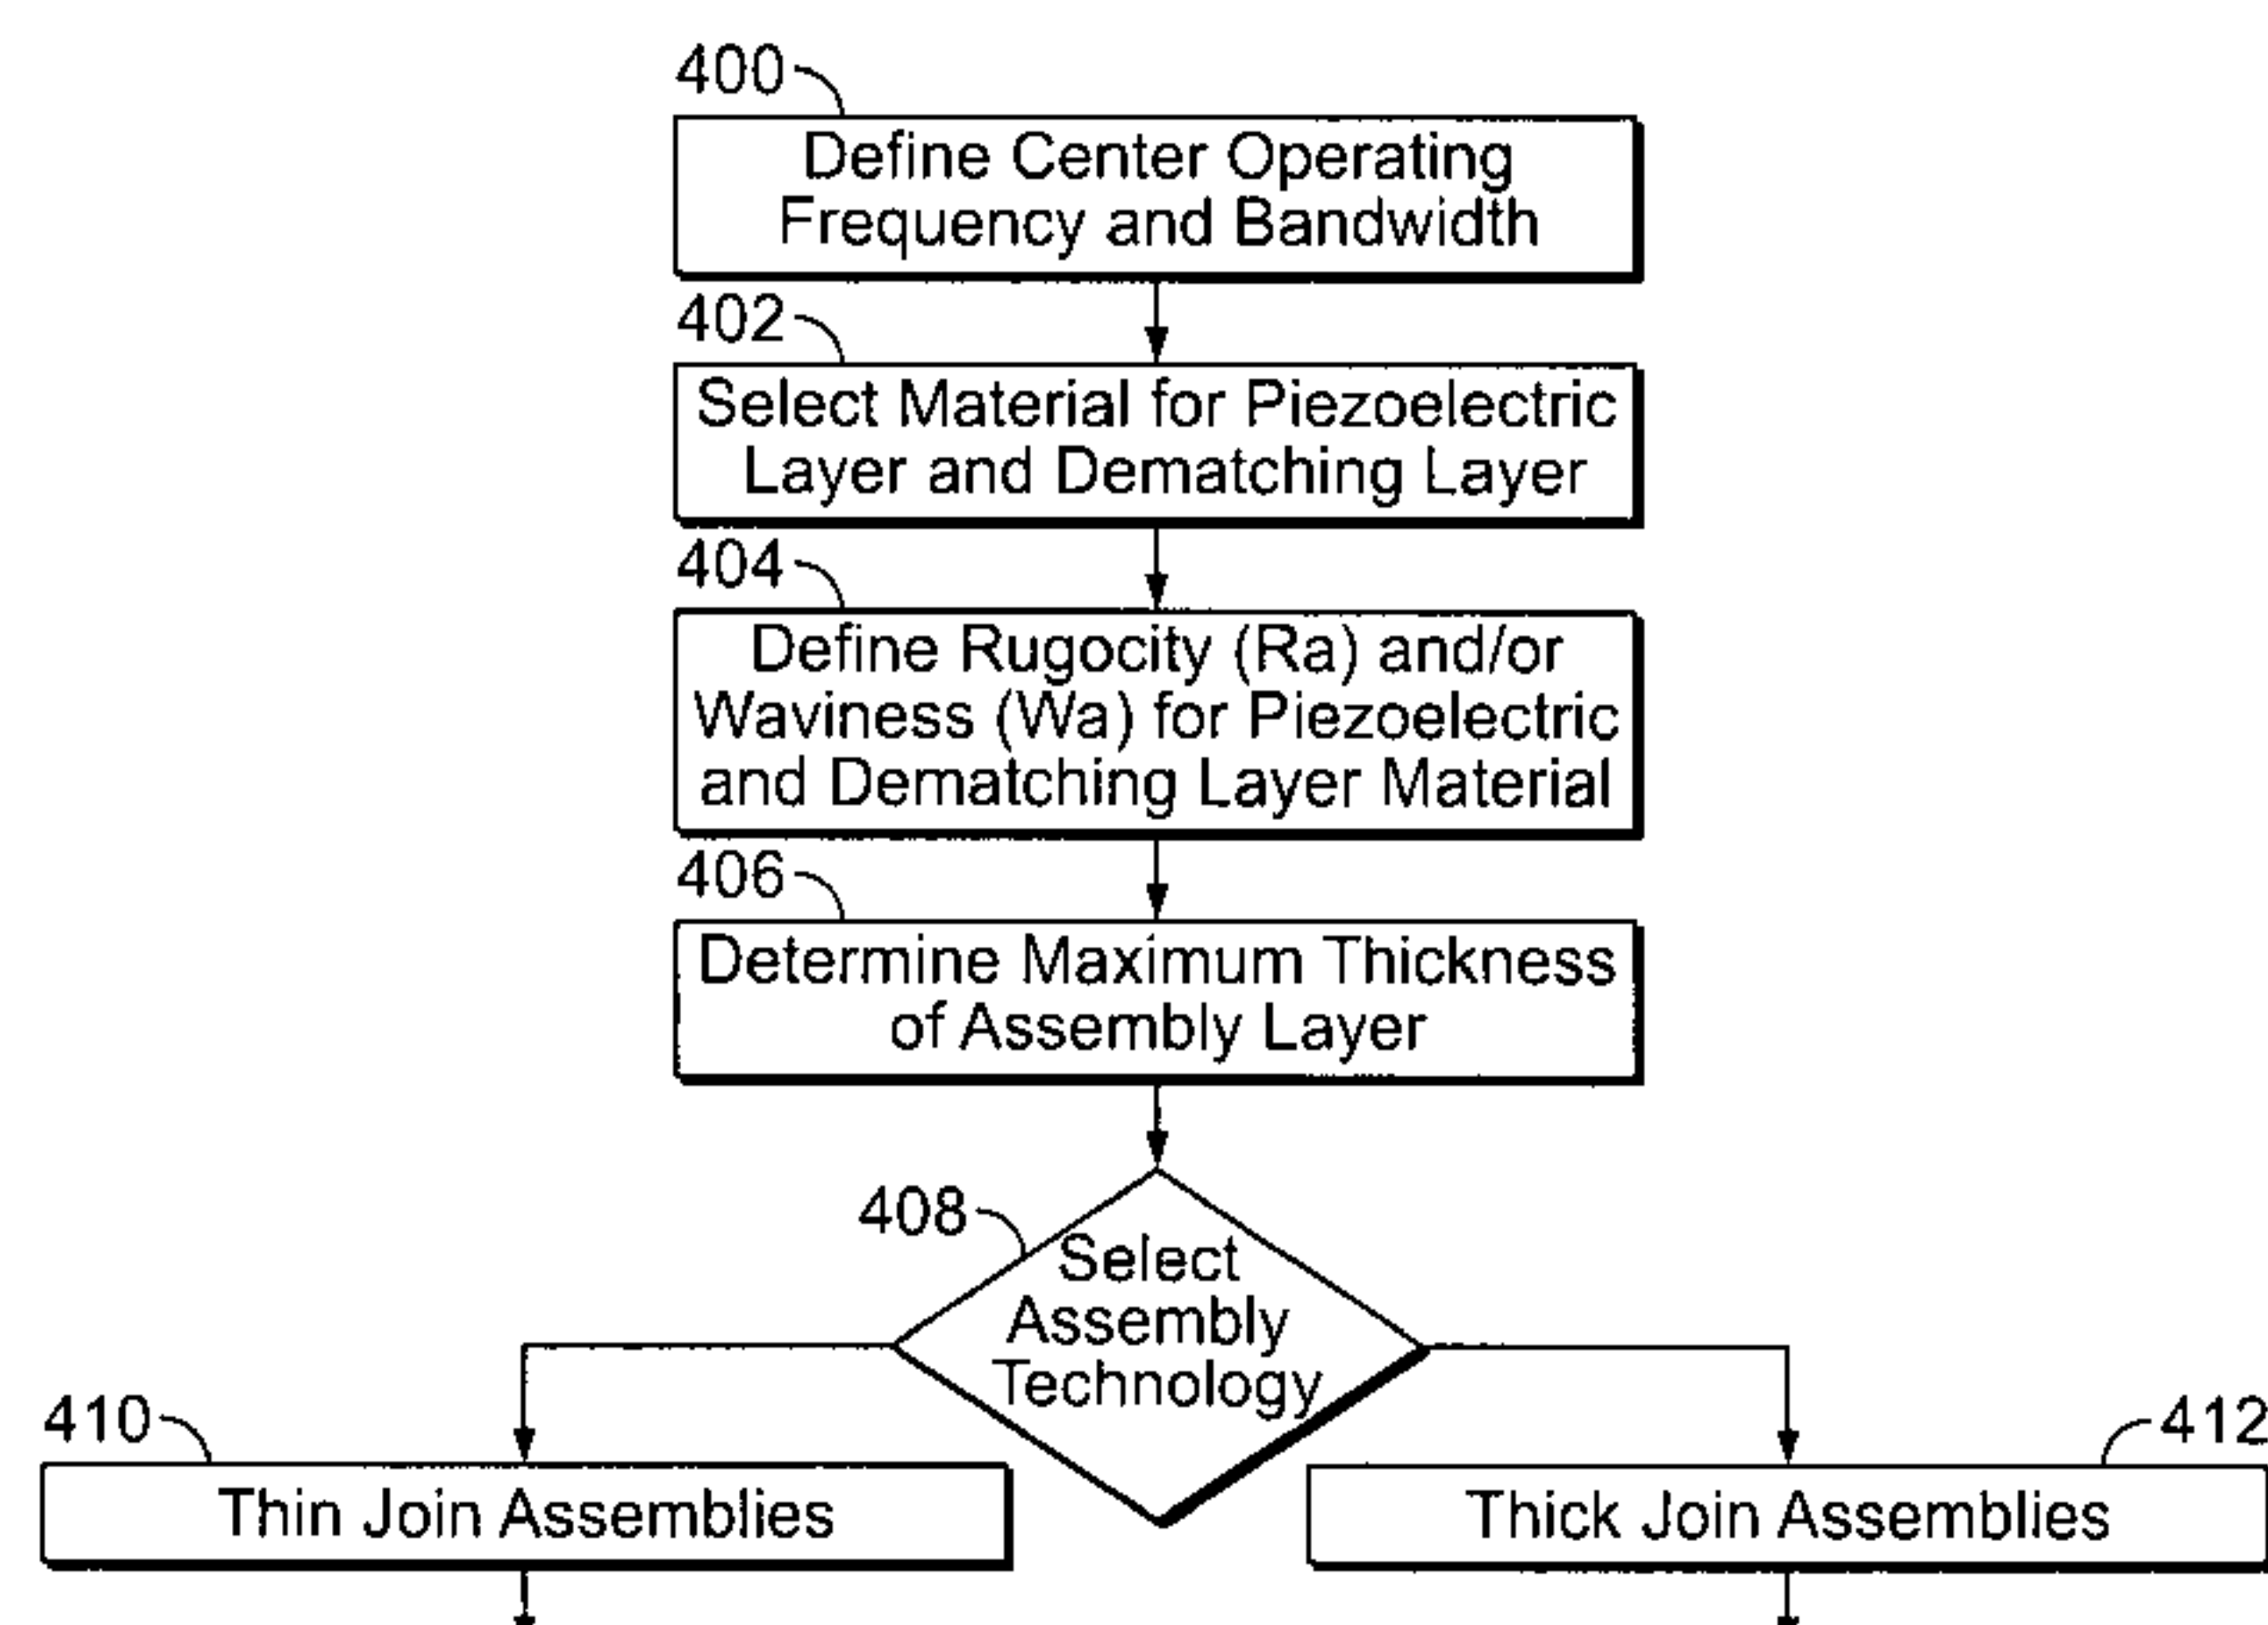 400
Define Center Operating
Frequency and Bandwidth
402
Select Material for Piezoelectric
Layer and Dematching Layer
404
Define Rugocity (Ra) and/or
Waviness (Wa) for Piezoelectric
and Dematching Layer Material
406
Determine Maximum Thickness
of Assembly Layer
408
Select
Assembly
Technology
410
Thin Join Assemblies
412
Thick Join Assemblies